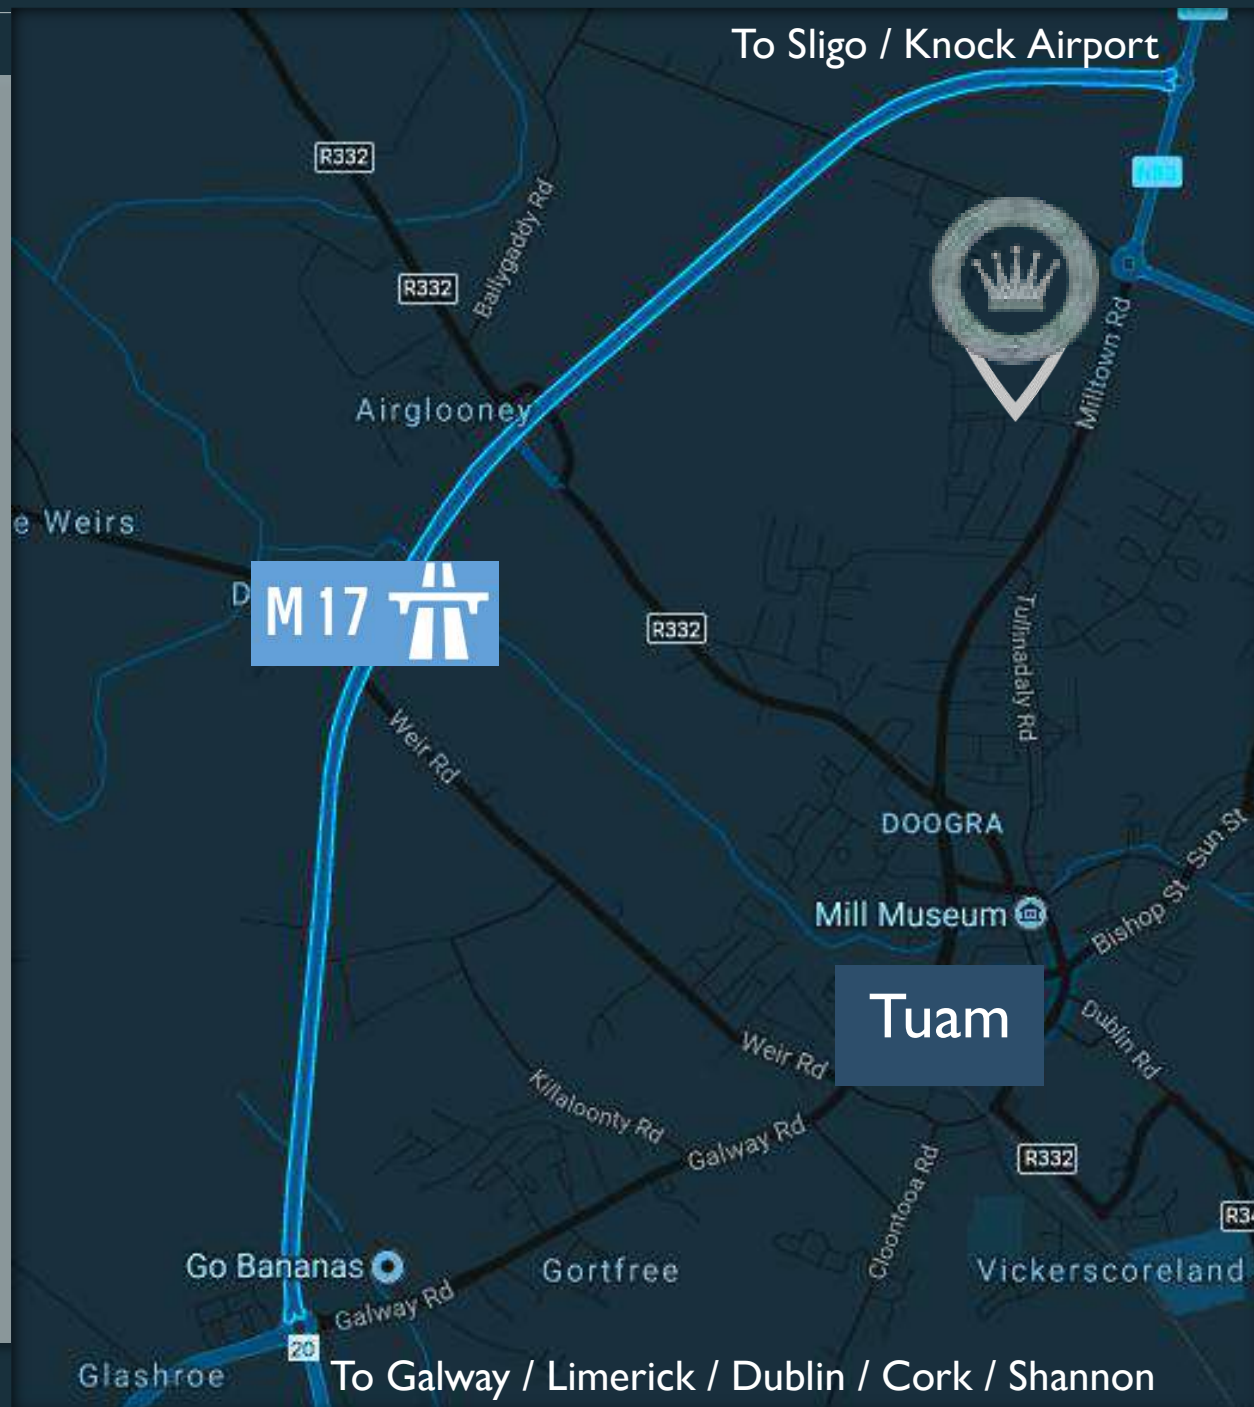 To Sligo / Knock Airport
R332
N83
Ballygaddy Rd
R332
Milltown Rd
Airglooney
e Weirs
D
M17
R332
Tullinadaly Rd
Weir Rd
DOOGRA
Sun St
Mill Museum
Bishop St
Tuam
Dublin Rd
Weir Rd
Killaloonty Rd
Galway Rd
R332
Cloontooa Rd
R34
Go Bananas
Gortfree
Vickerscoreland
Galway Rd
20
Glashroe
To Galway / Limerick / Dublin / Cork / Shannon